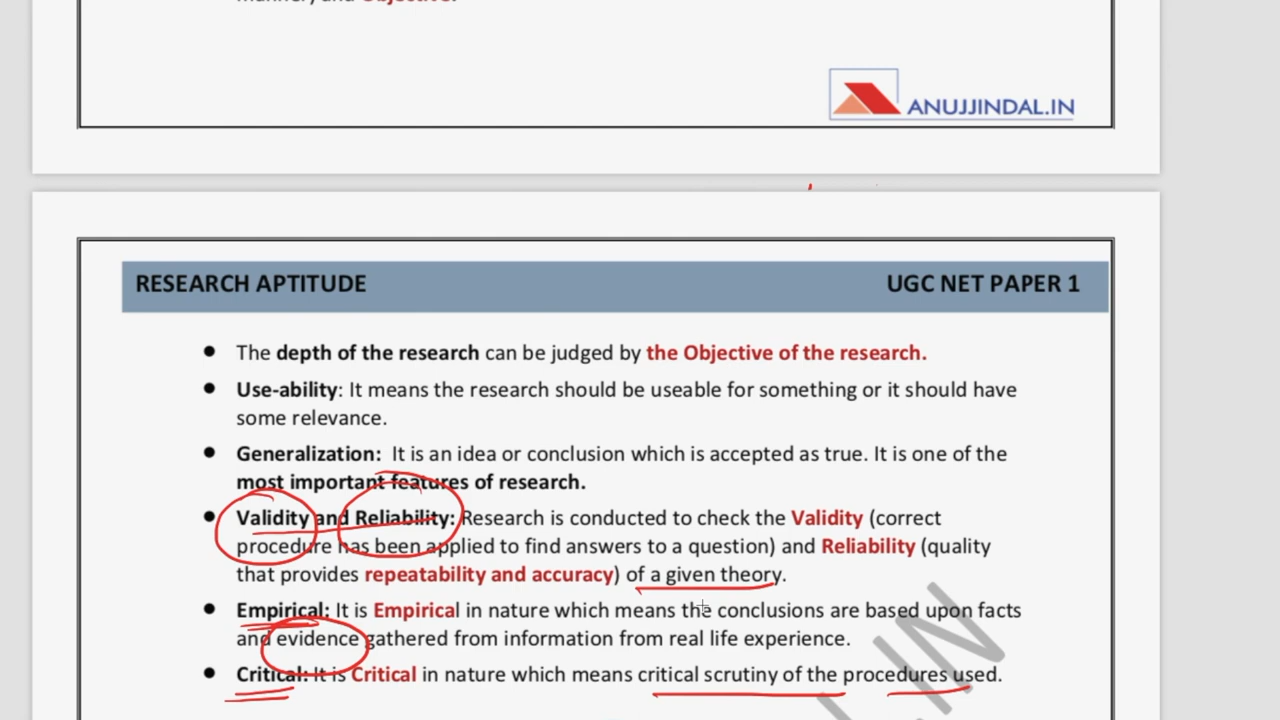 manner, and Objective.
ANUJJINDAL.IN
RESEARCH APTITUDE UGC NET PAPER 1
● The depth of the research can be judged by the Objective of the research.
● Use-ability: It means the research should be useable for something or it should have
some relevance.
● Generalization: It is an idea or conclusion which is accepted as true. It is one of the
most important features of research.
● Validity and Reliability: Research is conducted to check the Validity (correct
procedure has been applied to find answers to a question) and Reliability (quality
that provides repeatability and accuracy) of a given theory.
● Empirical: It is Empirical in nature which means the conclusions are based upon facts
and evidence gathered from information from real life experience.
● Critical: It is Critical in nature which means critical scrutiny of the procedures used.
IN